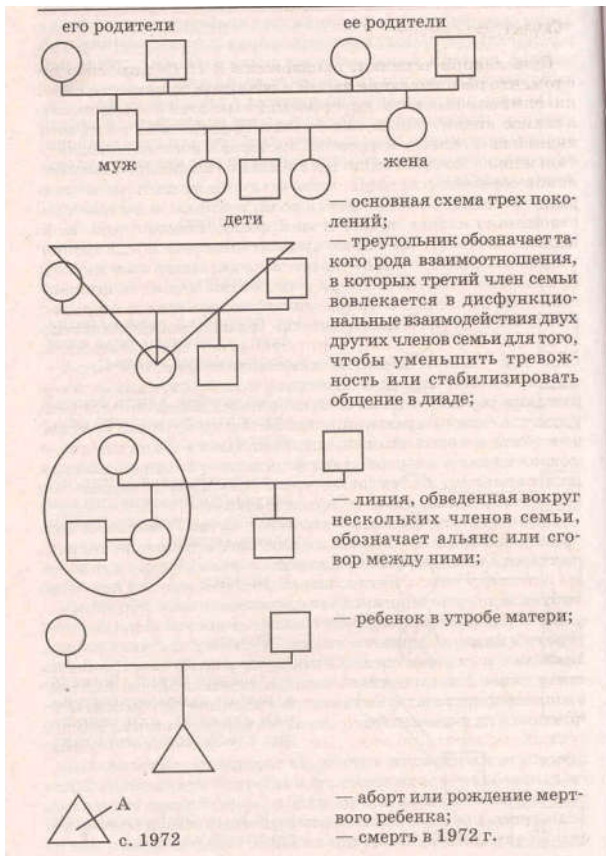 его родители
ее родители
муж
жена
дети
— основная схема трех поко-
лений;
— треугольник обозначает та-
кого рода взаимоотношения,
в которых третий член семьи
вовлекается в дисфункцио-
нальные взаимодействия двух
других членов семьи для того,
чтобы уменьшить тревож-
ность или стабилизировать
общение в диаде;
— линия, обведенная вокруг
нескольких членов семьи,
обозначает альянс или сго-
вор между ними;
— ребенок в утробе матери;
А
с. 1972
— аборт или рождение мерт-
вого ребенка;
— смерть в 1972 г.